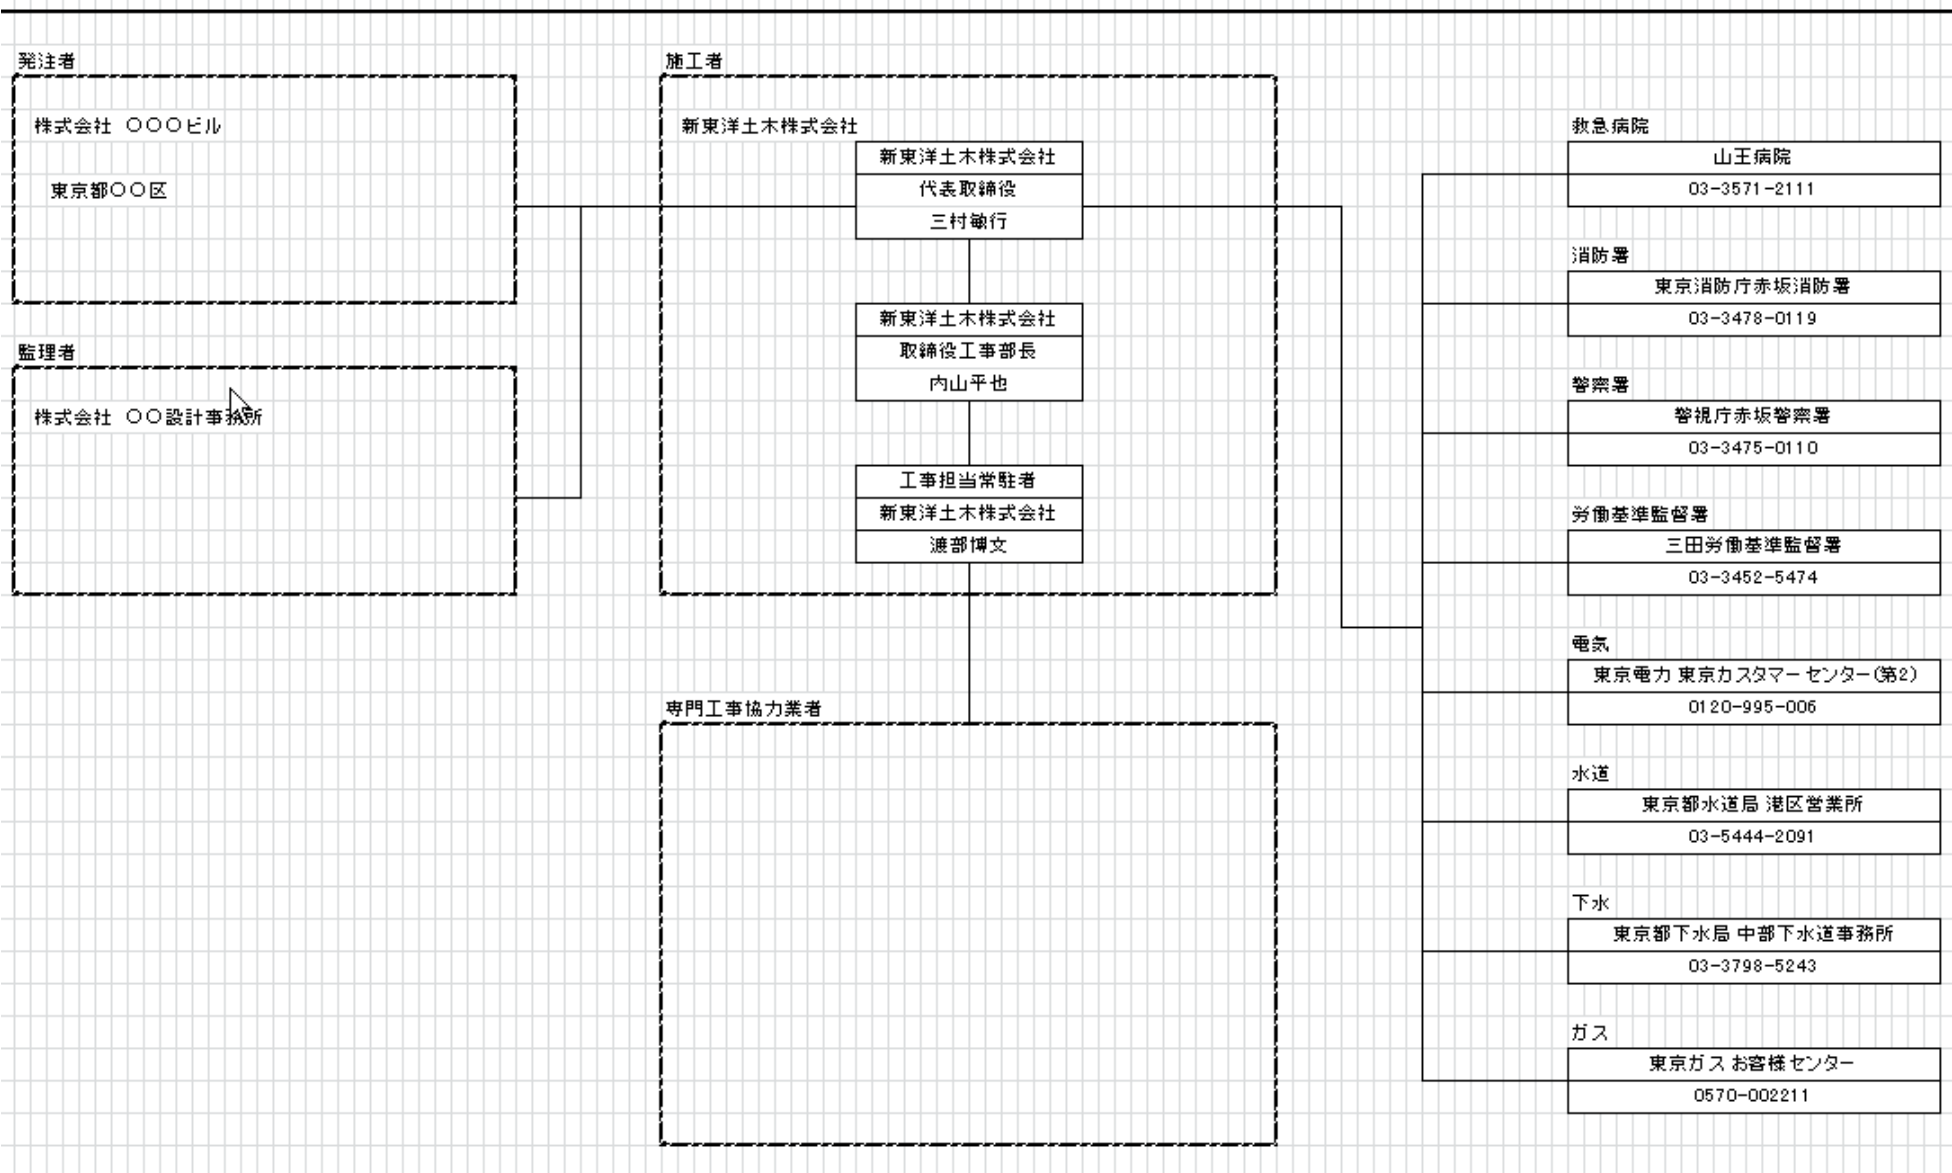 発注者
株式会社 〇〇〇ビル
東京都〇〇区
監理者
株式会社 〇〇設計事務所
施工者
新東洋土木株式会社
新東洋土木株式会社
代表取締役
三村敏行
新東洋土木株式会社
取締役工事部長
内山平也
工事担当常駐者
新東洋土木株式会社
渡部博文
専門工事協力業者
救急病院
山王病院
03-3571-2111
消防署
東京消防庁赤坂消防署
03-3478-0119
警察署
警視庁赤坂警察署
03-3475-0110
労働基準監督署
三田労働基準監督署
03-3452-5474
電気
東京電力 東京カスタマーセンター(第2)
0120-995-006
水道
東京都水道局 港区営業所
03-5444-2091
下水
東京都下水局 中部下水道事務所
03-3798-5243
ガス
東京ガス お客様センター
0570-002211